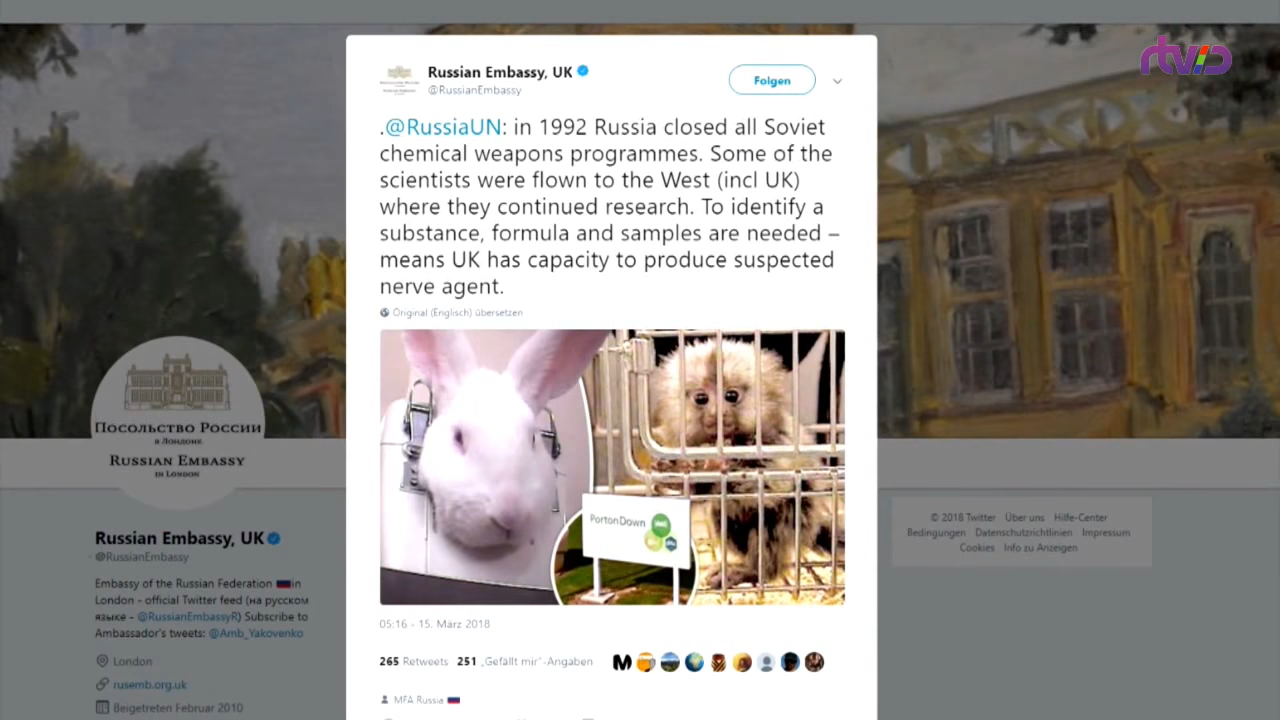 rtvD
Russian Embassy, UK
@RussianEmbassy
Folgen
.@RussiaUN: in 1992 Russia closed all Soviet
chemical weapons programmes. Some of the
scientists were flown to the West (incl UK)
where they continued research. To identify a
substance, formula and samples are needed –
means UK has capacity to produce suspected
nerve agent.
Original (Englisch) übersetzen
PortonDown
05:16 - 15. März 2018
265 Retweets 251 „Gefällt mir“-Angaben
M
MFA Russia
Посольство России
в Лондоне
Russian Embassy
in London
Russian Embassy, UK
@RussianEmbassy
Embassy of the Russian Federation in
London - official Twitter feed (на русском
языке - @RussianEmbassyR) Subscribe to
Ambassador's tweets: @Amb_Yakovenko
London
rusemb.org.uk
Beigetreten Februar 2010
© 2018 Twitter Über uns Hilfe-Center
Bedingungen Datenschutzrichtlinien Impressum
Cookies Info zu Anzeigen